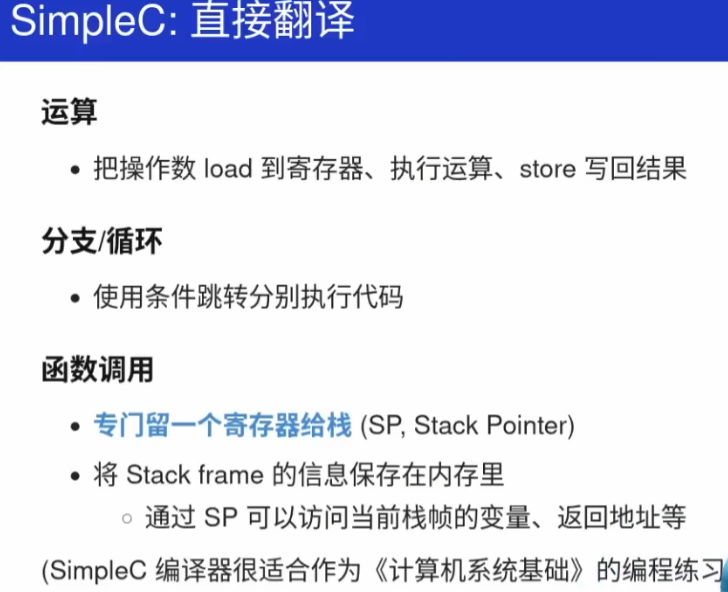 SimpleC: 直接翻译
运算
• 把操作数 load 到寄存器、执行运算、store 写回结果
分支/循环
• 使用条件跳转分别执行代码
函数调用
• 专门留一个寄存器给栈 (SP, Stack Pointer)
• 将 Stack frame 的信息保存在内存里
○ 通过 SP 可以访问当前栈帧的变量、返回地址等
(SimpleC 编译器很适合作为《计算机系统基础》的编程练习